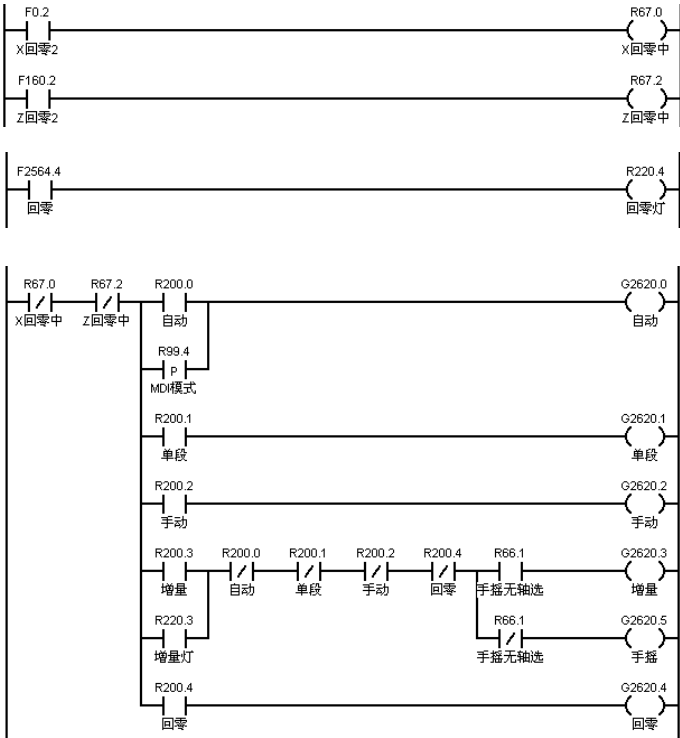 F0.2 R67.0
X回零2 X回零中
F160.2 R67.2
Z回零2 Z回零中
F2564.4 R220.4
回零 回零灯
R67.0 R67.2 R200.0 G2620.0
X回零中 Z回零中 自动 自动
R99.4
P
MDI模式
R200.1 G2620.1
单段 单段
R200.2 G2620.2
手动 手动
R200.3 R200.0 R200.1 R200.2 R200.4 R66.1 G2620.3
增量 自动 单段 手动 回零 手摇无轴选 增量
R220.3 R66.1 G2620.5
增量灯 手摇无轴选 手摇
R200.4 G2620.4
回零 回零